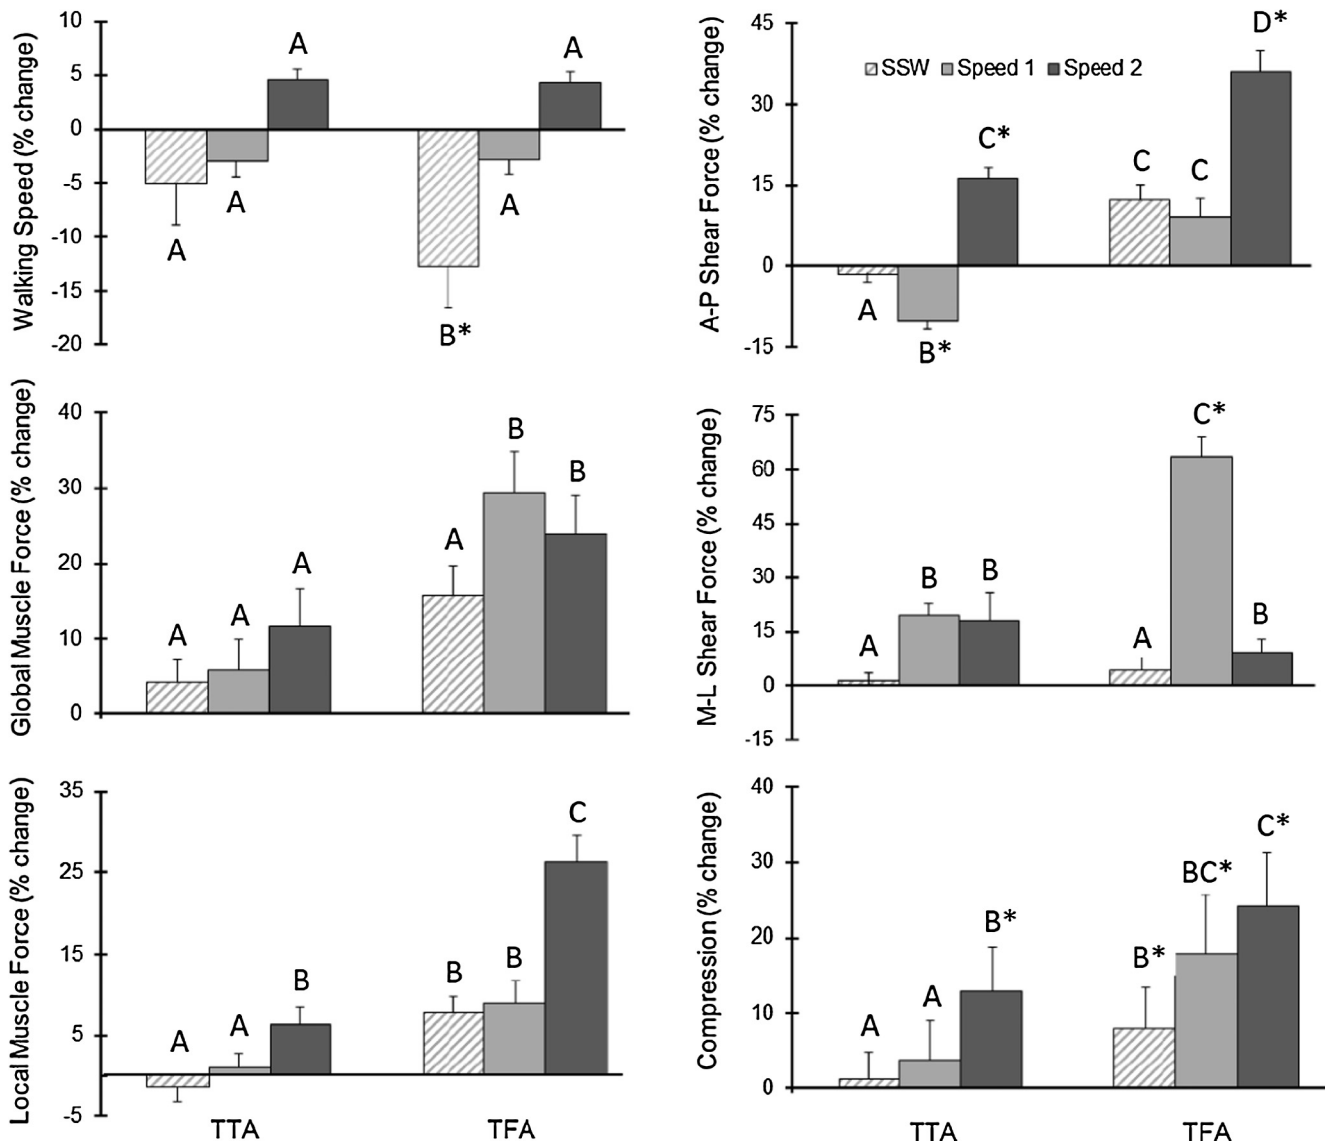 Walking Speed (% change)
10
5
0
-5
-10
-15
-20
A
A
A
B*
A
A
A-P Shear Force (% change)
45
30
15
0
-15
SSW Speed 1 Speed 2
A
B*
C*
C
C
D*
Global Muscle Force (% change)
40
30
20
10
0
A
A
A
A
B
B
M-L Shear Force (% change)
75
60
45
30
15
0
-15
A
B
B
A
C*
B
Local Muscle Force (% change)
35
25
15
5
-5
A
A
B
B
B
C
TTA TFA
Compression (% change)
40
30
20
10
0
A
A
B*
B*
BC*
C*
TTA TFA